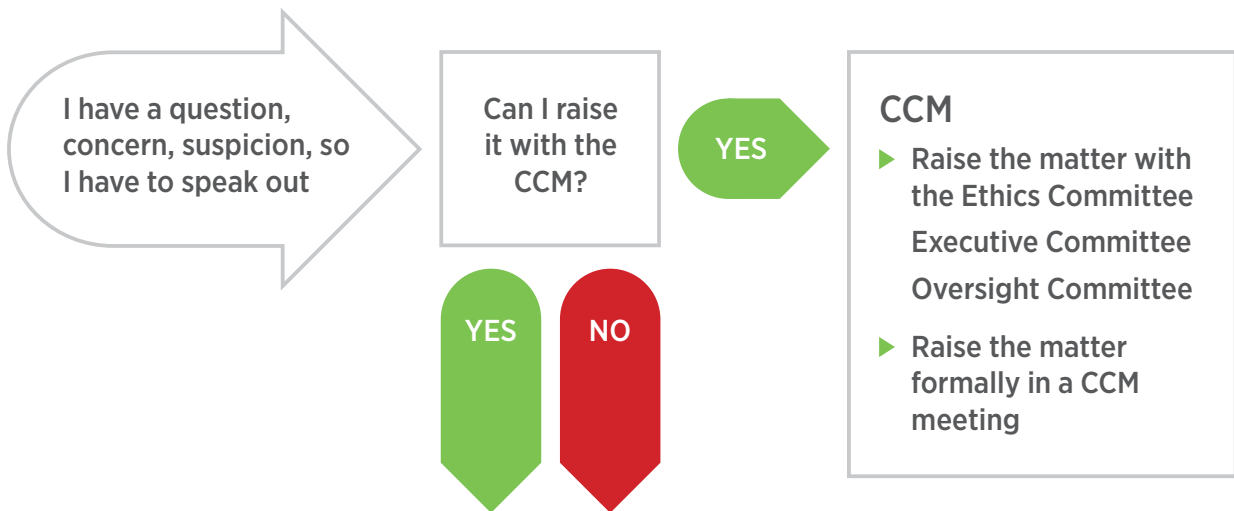 I have a question,
concern, suspicion, so
I have to speak out
Can I raise
it with the
CCM?
YES
CCM
Raise the matter with
the Ethics Committee
Executive Committee
Oversight Committee
Raise the matter
formally in a CCM
meeting
YES
NO